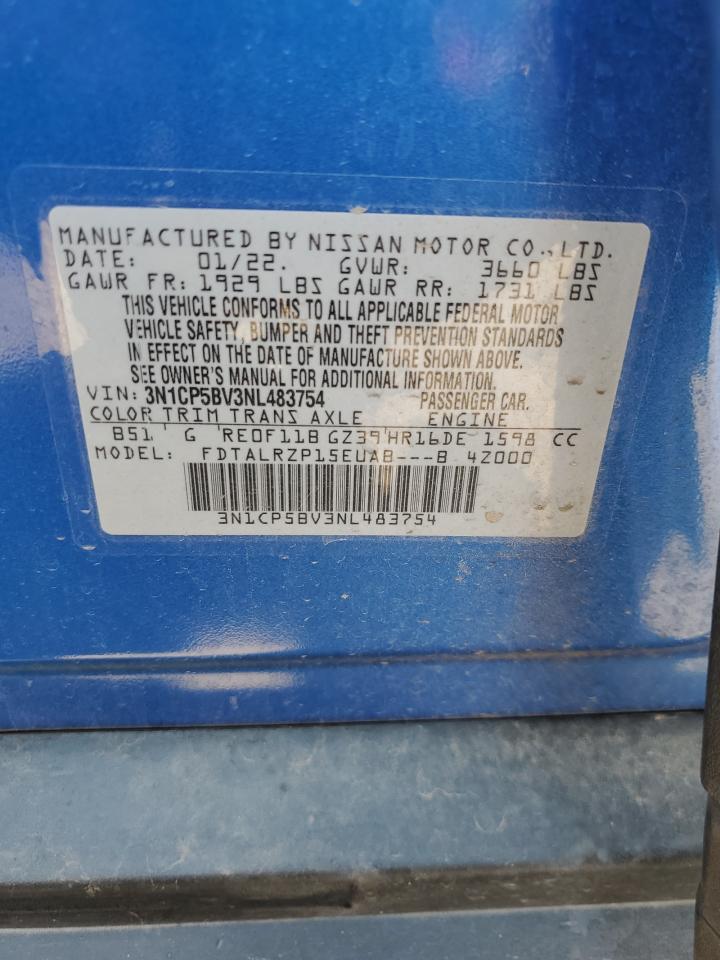 MANUFACTURED BY NISSAN MOTOR CO., LTD.
DATE: 01/22. GVWR: 3660 LBS
GAWR FR: 1929 LBS GAWR RR: 1731 LBS
THIS VEHICLE CONFORMS TO ALL APPLICABLE FEDERAL MOTOR
VEHICLE SAFETY, BUMPER AND THEFT PREVENTION STANDARDS
IN EFFECT ON THE DATE OF MANUFACTURE SHOWN ABOVE.
SEE OWNER'S MANUAL FOR ADDITIONAL INFORMATION.
VIN: 3N1CP5BV3NL483754 PASSENGER CAR.
COLOR TRIM TRANS AXLE ENGINE
B51 G RE0F11B GZ39 HR16DE 1598 CC
MODEL: FDTALRZP15EUAB---B 42000
3N1CP5BV3NL483754